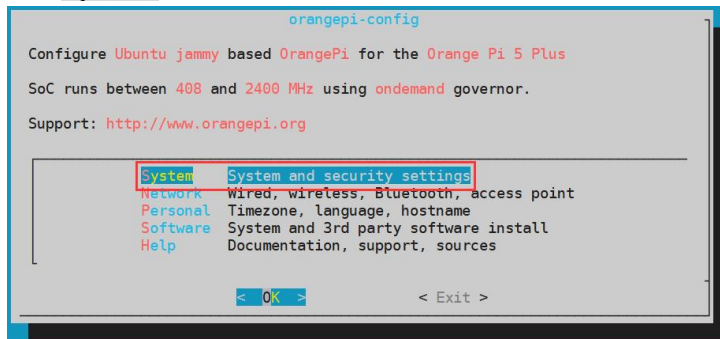 orangepi-config
Configure Ubuntu jammy based OrangePi for the Orange Pi 5 Plus
SoC runs between 408 and 2400 MHz using ondemand governor.
Support: http://www.orangepi.org
System System and security settings
Network Wired, wireless, Bluetooth, access point
Personal Timezone, language, hostname
Software System and 3rd party software install
Help Documentation, support, sources
< OK > < Exit >